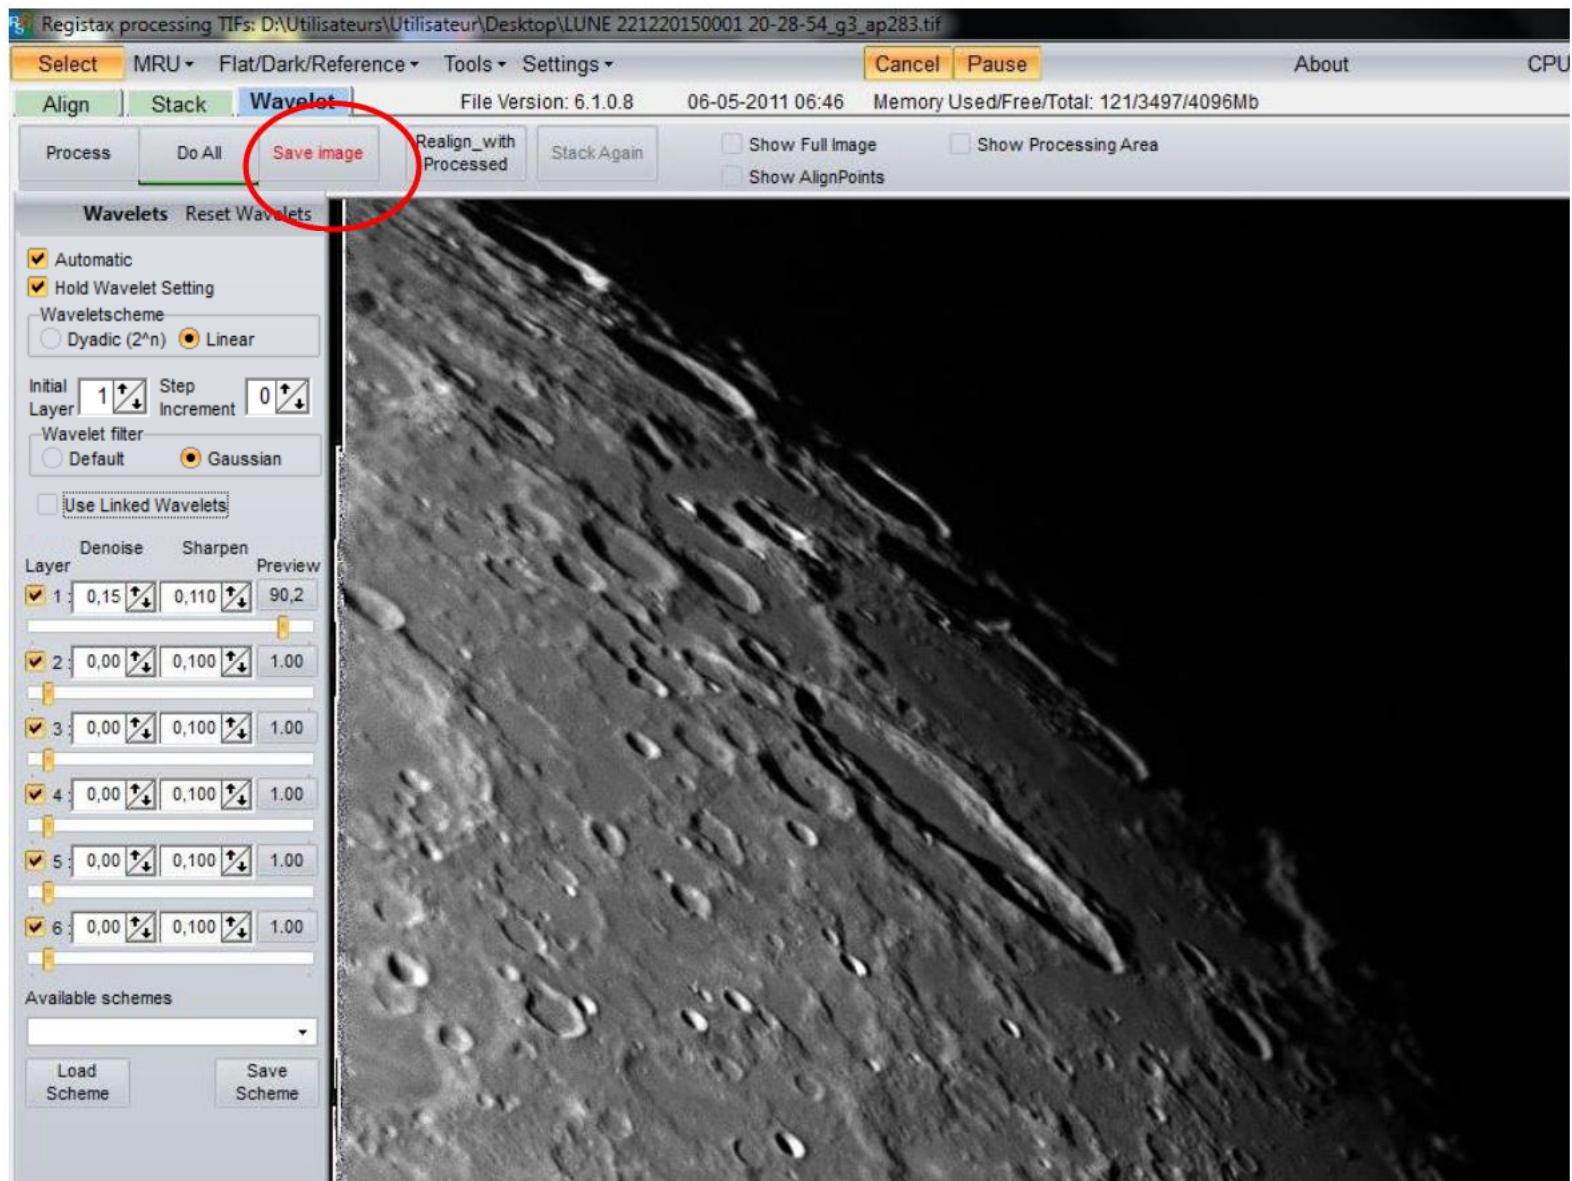 Registax processing TIFs: D:\Utilisateurs\Utilisateur\Desktop\LUNE 221220150001 20-28-54_g3_ap283.tif
Select MRU Flat/Dark/Reference Tools Settings Cancel Pause About CPU
Align Stack Wavelet File Version: 6.1.0.8 06-05-2011 06:46 Memory Used/Free/Total: 121/3497/4096Mb
Process Do All Save image Realign_with Processed Stack Again Show Full Image Show Processing Area
Show AlignPoints
Wavelets Reset Wavelets
Automatic
Hold Wavelet Setting
Waveletscheme
Dyadic (2^n) Linear
Initial Layer 1 Step Increment 0
Wavelet filter
Default Gaussian
Use Linked Wavelets
Denoise Sharpen
Layer Preview
1 : 0,15 0,110 90,2
2 : 0,00 0,100 1.00
3 : 0,00 0,100 1.00
4 : 0,00 0,100 1.00
5 : 0,00 0,100 1.00
6 : 0,00 0,100 1.00
Available schemes
Load Scheme Save Scheme